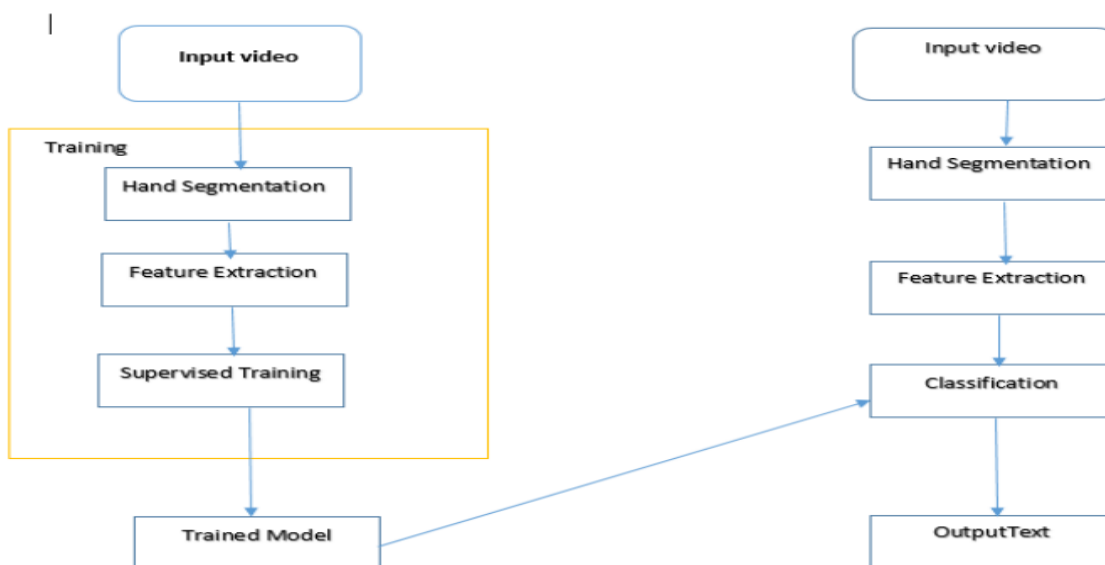 Input video
Training
Hand Segmentation
Feature Extraction
Supervised Training
Trained Model
Input video
Hand Segmentation
Feature Extraction
Classification
OutputText